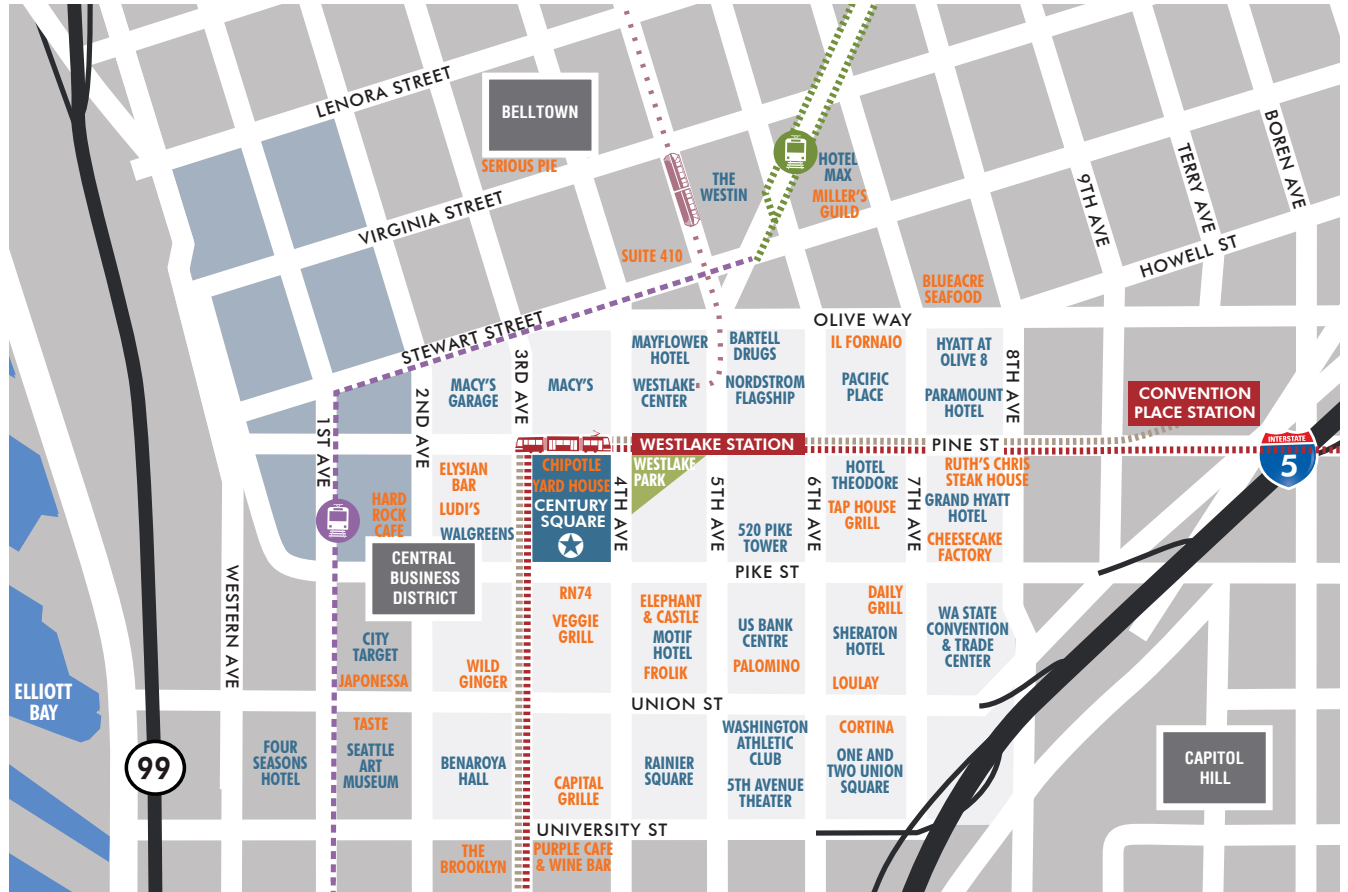 LENORA STREET
BELLTOWN
SERIOUS PIE
THE
WESTIN
HOTEL
MAX
MILLER'S
GUILD
9TH AVE
TERRY AVE
BOREN AVE
VIRGINIA STREET
SUITE 410
HOWELL ST
BLUEACRE
SEAFOOD
STEWART STREET
OLIVE WAY
3RD AVE
MAYFLOWER
HOTEL
BARTELL
DRUGS
IL FORNAIO
HYATT AT
OLIVE 8
8TH AVE
2ND AVE
MACY'S
GARAGE
MACY'S
WESTLAKE
CENTER
NORDSTROM
FLAGSHIP
PACIFIC
PLACE
PARAMOUNT
HOTEL
CONVENTION
PLACE STATION
1ST AVE
WESTLAKE STATION
PINE ST
INTERSTATE
5
ELYSIAN
BAR
LUDI'S
WALGREENS
HARD
ROCK
CAFE
CHIPOTLE
YARD HOUSE
CENTURY
SQUARE
4TH AVE
WESTLAKE
PARK
5TH AVE
520 PIKE
TOWER
6TH AVE
HOTEL
THEODORE
TAP HOUSE
GRILL
7TH AVE
RUTH'S CHRIS
STEAK HOUSE
GRAND HYATT
HOTEL
CHEESECAKE
FACTORY
CENTRAL
BUSINESS
DISTRICT
PIKE ST
WESTERN AVE
CITY
TARGET
JAPONESSA
WILD
GINGER
RN74
VEGGIE
GRILL
ELEPHANT
& CASTLE
MOTIF
HOTEL
FROLIK
US BANK
CENTRE
PALOMINO
DAILY
GRILL
SHERATON
HOTEL
LOULAY
WA STATE
CONVENTION
& TRADE
CENTER
ELLIOTT
BAY
UNION ST
99
FOUR
SEASONS
HOTEL
TASTE
SEATTLE
ART
MUSEUM
BENAROYA
HALL
CAPITAL
GRILLE
RAINIER
SQUARE
WASHINGTON
ATHLETIC
CLUB
5TH AVENUE
THEATER
CORTINA
ONE AND
TWO UNION
SQUARE
CAPITOL
HILL
UNIVERSITY ST
THE
BROOKLYN
PURPLE CAFE
& WINE BAR